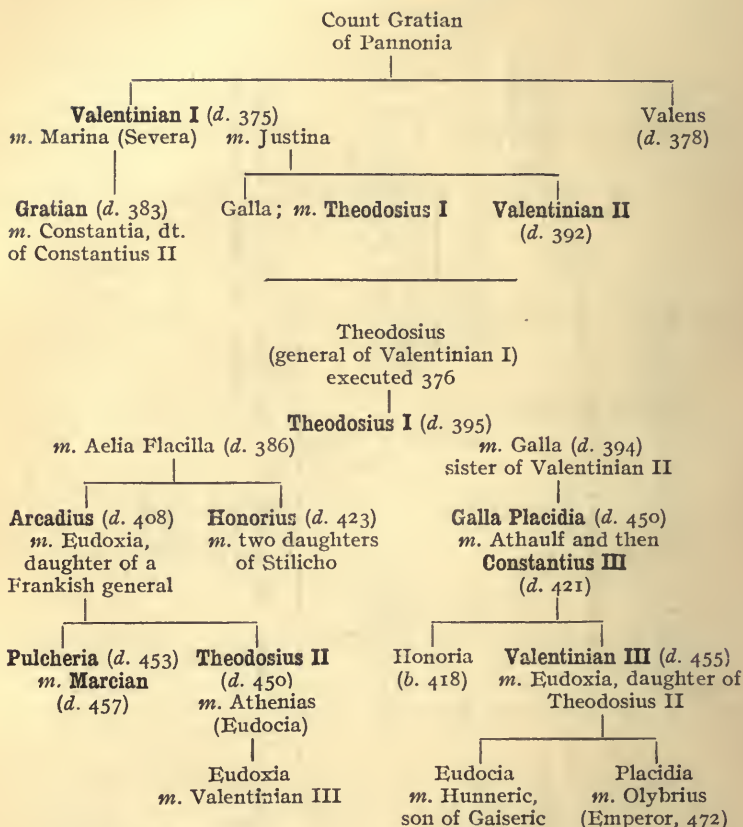 Count Gratian
of Pannonia
Valentinian I (d. 375)
m. Marina (Severa) m. Justina
Valens
(d. 378)
Gratian (d. 383)
m. Constantia, dt.
of Constantius II
Galla; m. Theodosius I
Valentinian II
(d. 392)
Theodosius
(general of Valentinian I)
executed 376
Theodosius I (d. 395)
m. Aelia Flacilla (d. 386)
m. Galla (d. 394)
sister of Valentinian II
Arcadius (d. 408)
m. Eudoxia,
daughter of a
Frankish general
Honorius (d. 423)
m. two daughters
of Stilicho
Galla Placidia (d. 450)
m. Athaulf and then
Constantius III
(d. 421)
Pulcheria (d. 453)
m. Marcian
(d. 457)
Theodosius II
(d. 450)
m. Athenias
(Eudocia)
Honoria
(b. 418)
Valentinian III (d. 455)
m. Eudoxia, daughter of
Theodosius II
Eudoxia
m. Valentinian III
Eudocia
m. Hunneric,
son of Gaiseric
Placidia
m. Olybrius
(Emperor, 472)